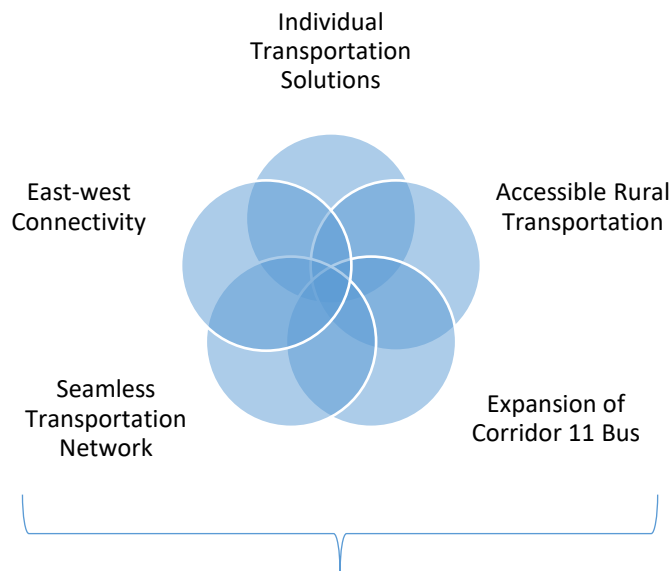 Individual
Transportation
Solutions
East-west
Connectivity
Accessible Rural
Transportation
Seamless
Transportation
Network
Expansion of
Corridor 11 Bus